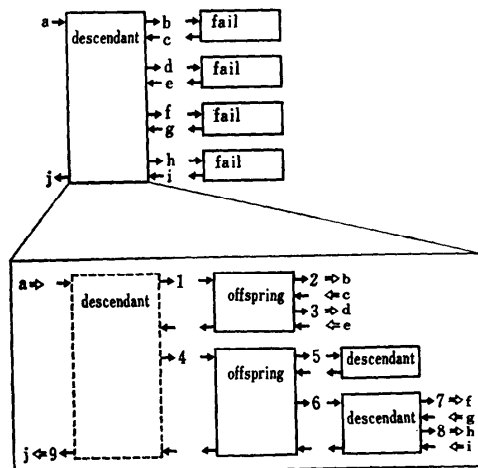 a
descendant
b
c
fail
d
e
fail
f
g
fail
h
i
fail
j
a
descendant
1
offspring
2
b
c
3
d
e
4
offspring
5
descendant
6
descendant
7
f
g
8
h
i
j
9